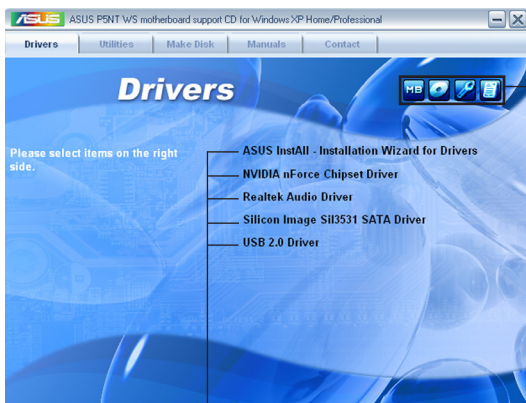 ASUS ASUS P5NT WS motherboard support CD for Windows XP Home/Professional
Drivers Utilities Make Disk Manuals Contact
Drivers
MB
Please select items on the right
side.
ASUS InstAll - Installation Wizard for Drivers
NVIDIA nForce Chipset Driver
Realtek Audio Driver
Silicon Image Sil3531 SATA Driver
USB 2.0 Driver